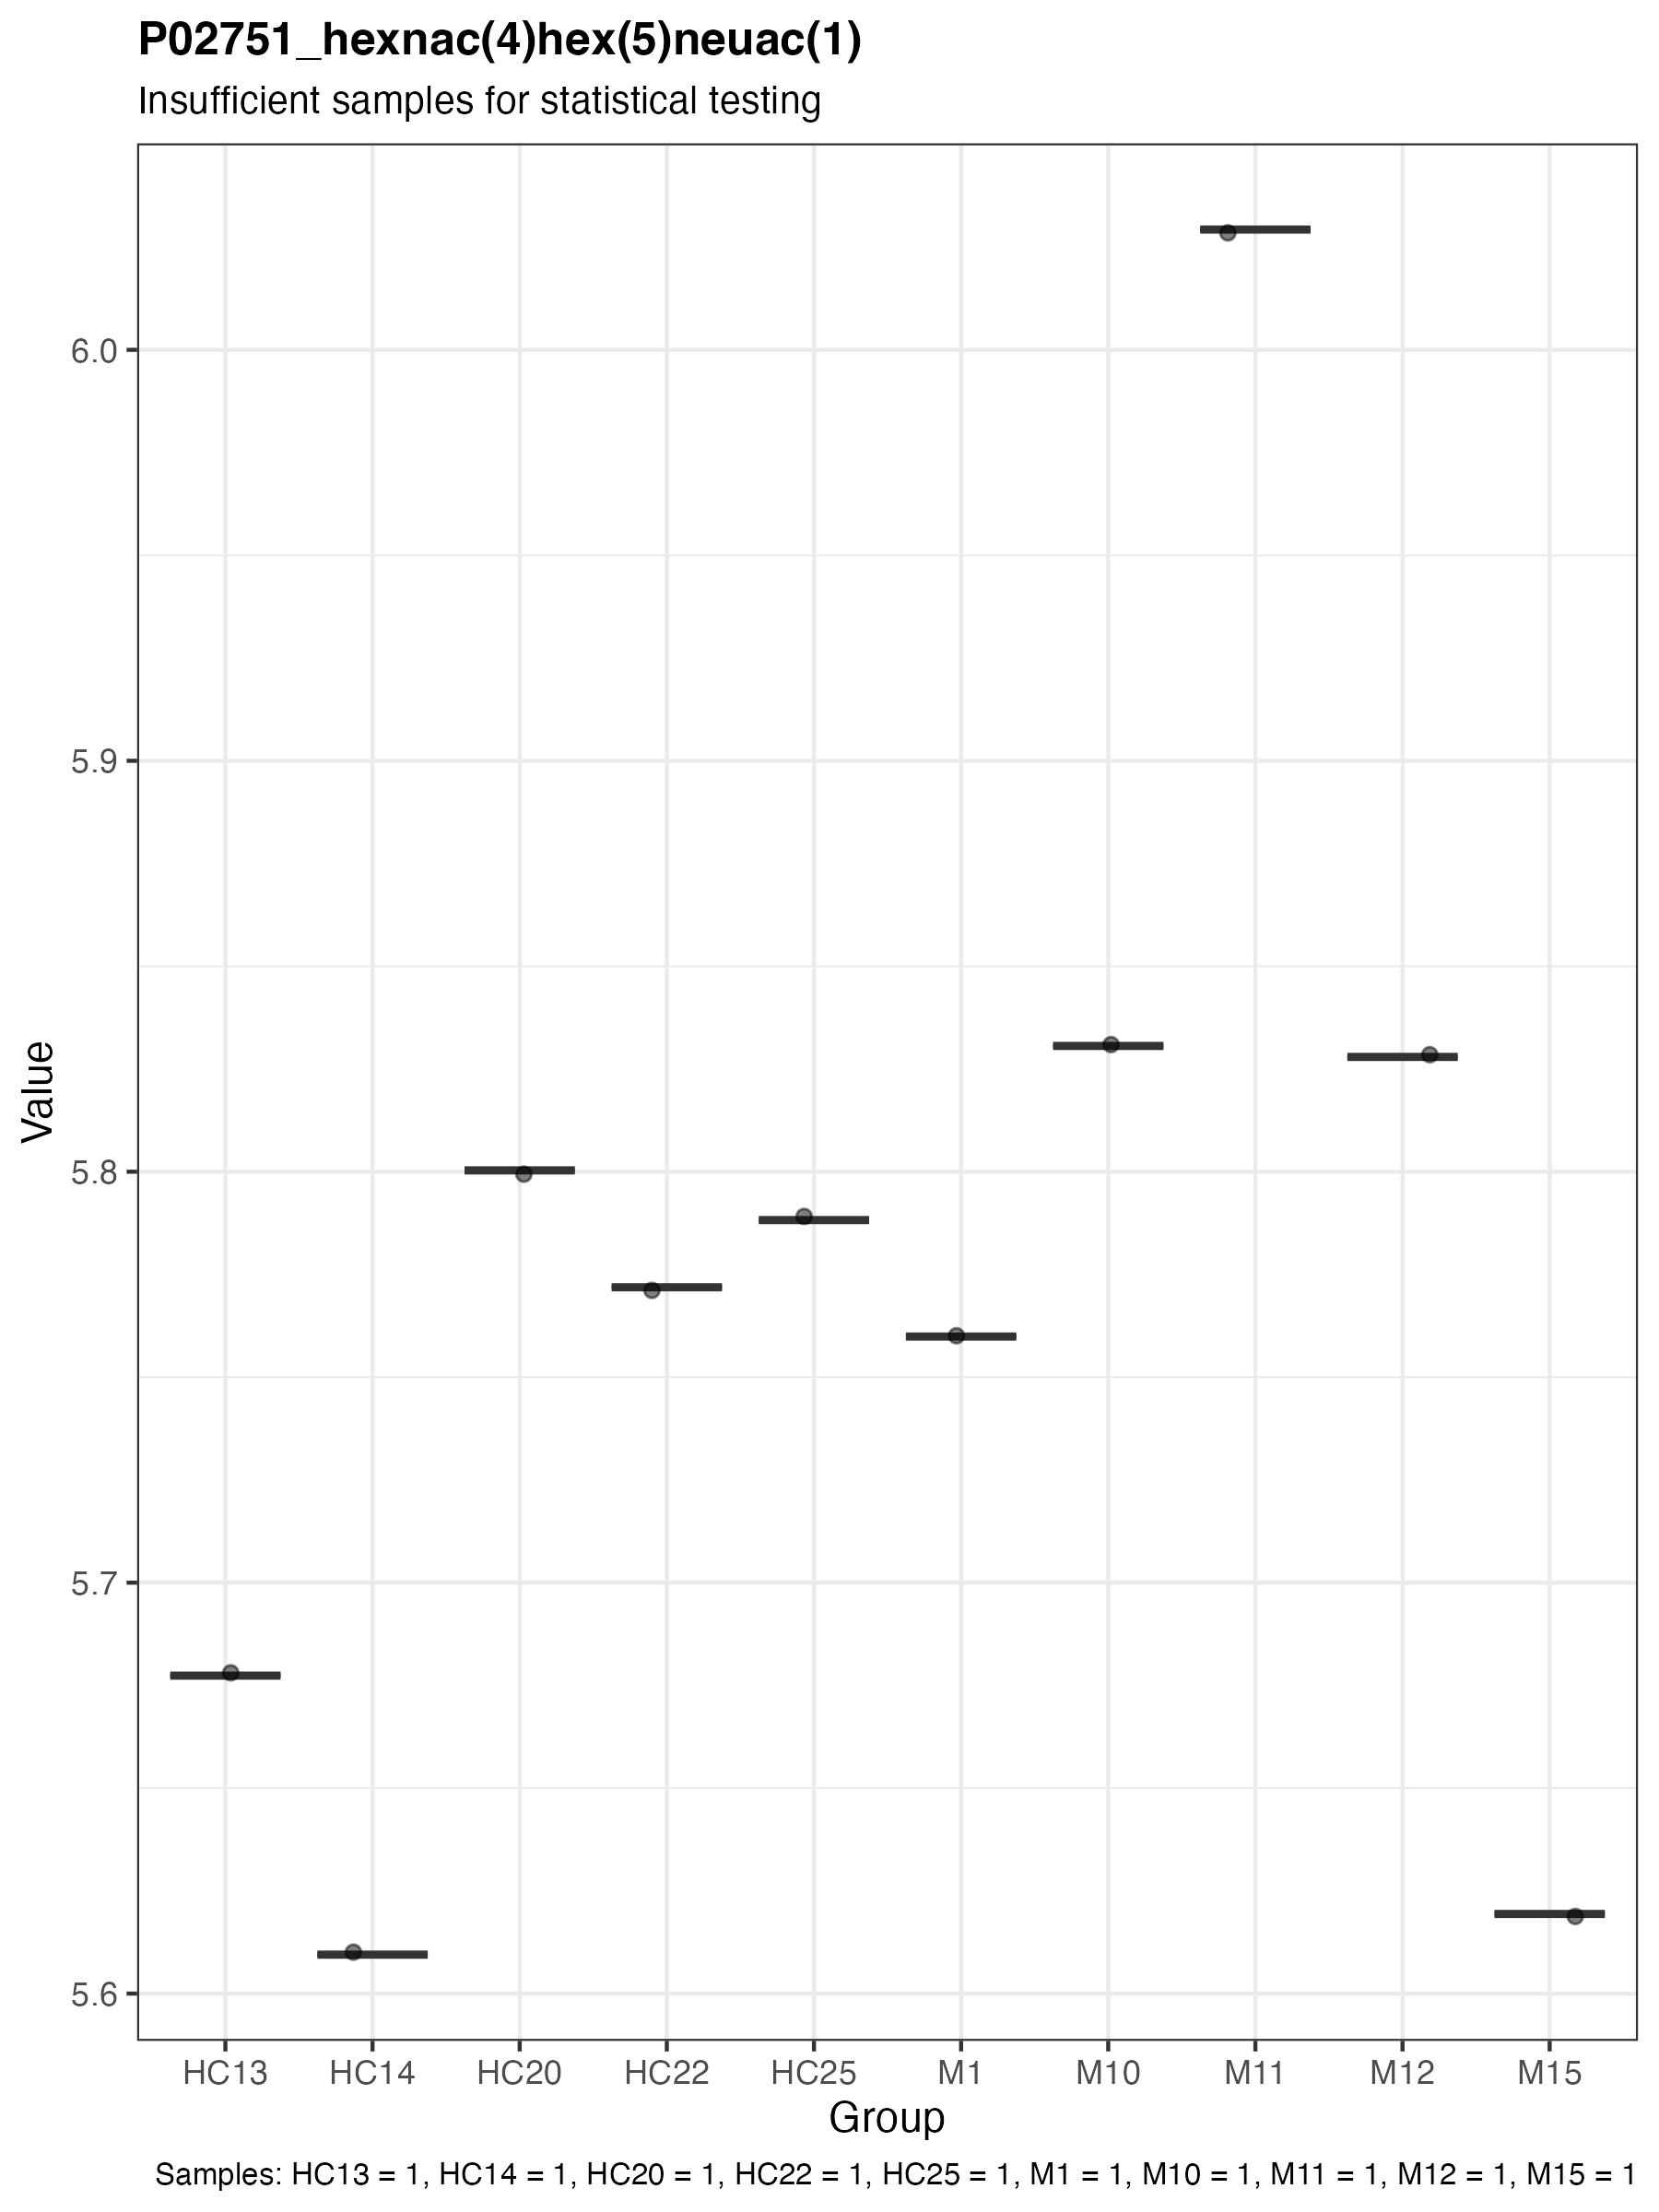 P02751_hexnac(4)hex(5)neuac(1)
Insufficient samples for statistical testing
6.0
5.9
5.8
5.7
5.6
Value
HC13 HC14 HC20 HC22 HC25 M1 M10 M11 M12 M15
Group
Samples: HC13 = 1, HC14 = 1, HC20 = 1, HC22 = 1, HC25 = 1, M1 = 1, M10 = 1, M11 = 1, M12 = 1, M15 = 1